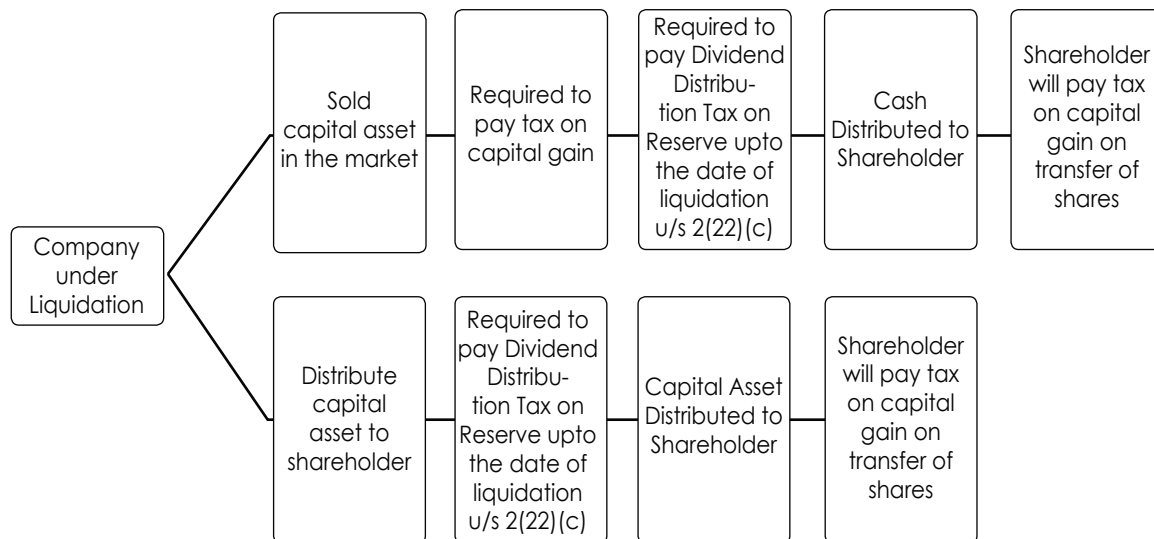 Company
under
Liquidation
Sold
capital asset
in the market
Required to
pay tax on
capital gain
Required to
pay Dividend
Distribu-
tion Tax on
Reserve upto
the date of
liquidation
u/s 2(22)(c)
Cash
Distributed to
Shareholder
Shareholder
will pay tax
on capital
gain on
transfer of
shares
Distribute
capital
asset to
shareholder
Required to
pay Dividend
Distribu-
tion Tax on
Reserve upto
the date of
liquidation
u/s 2(22)(c)
Capital Asset
Distributed to
Shareholder
Shareholder
will pay tax
on capital
gain on
transfer of
shares